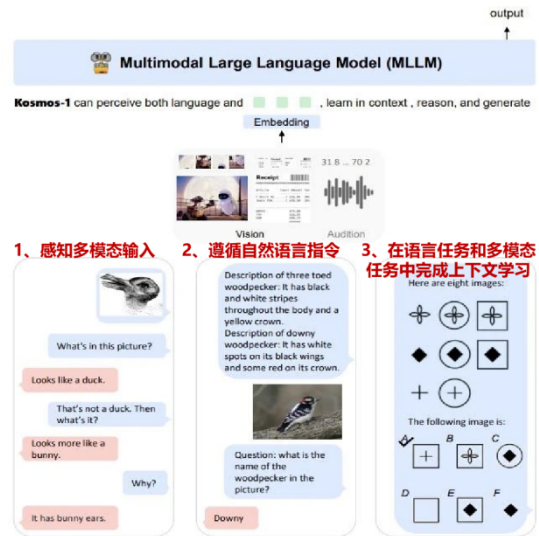 output
Multimodal Large Language Model (MLLM)
Kosmos-1 can perceive both language and , learn in context , reason, and generate
Embedding
Receipt
31.8 ... 70 2
Vision
Audition
1、感知多模态输入
What's in this picture?
Looks like a duck.
That's not a duck. Then
what's it?
Looks more like a
bunny.
Why?
It has bunny ears.
2、遵循自然语言指令
Description of three toed
woodpecker: It has black
and white stripes
throughout the body and a
yellow crown.
Description of downy
woodpecker: It has white
spots on its black wings
and some red on its crown.
Question: what is the
name of the
woodpecker in the
picture?
Downy
3、在语言任务和多模态
任务中完成上下文学习
Here are eight images:
The following image is:
A B C
D E F